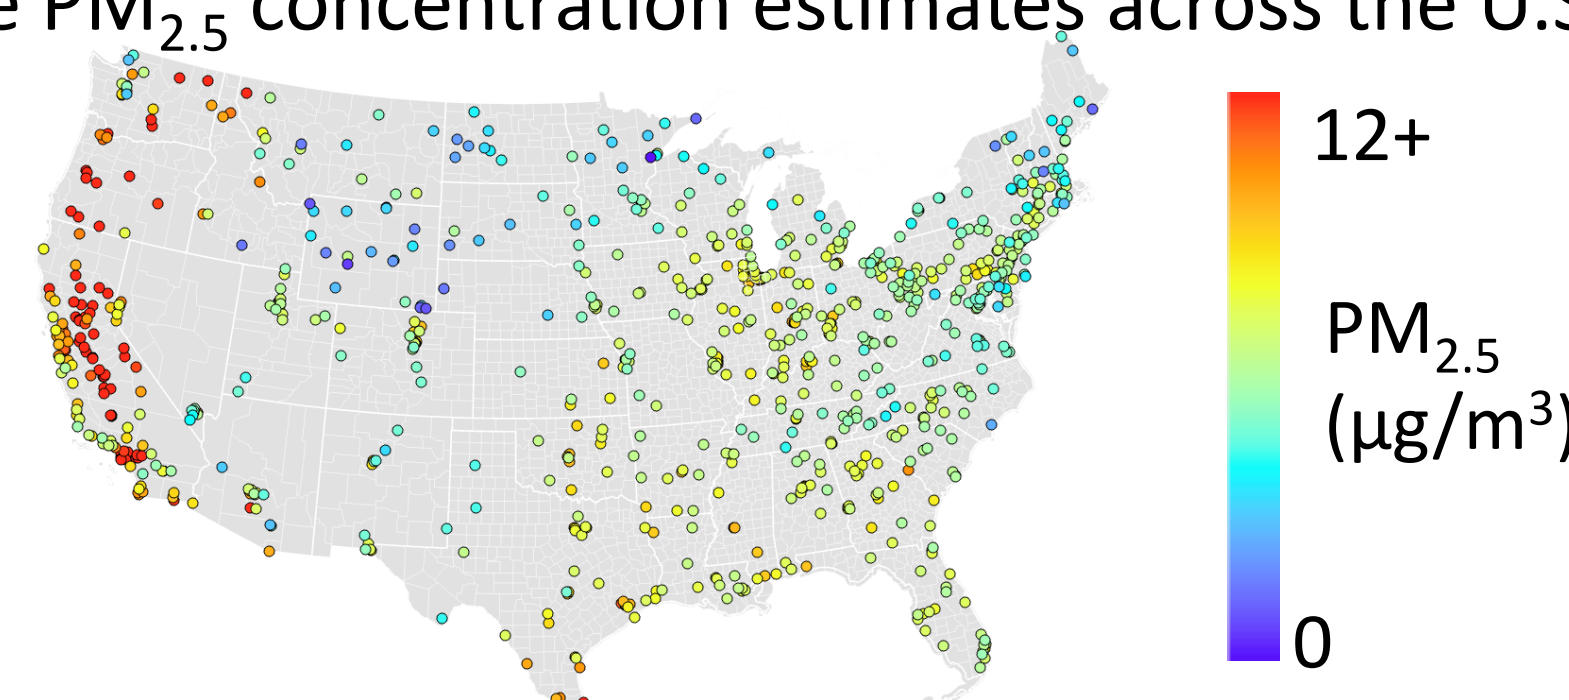 PM2.5 concentration estimates across the U.S
12+
PM2.5
(µg/m³)
0